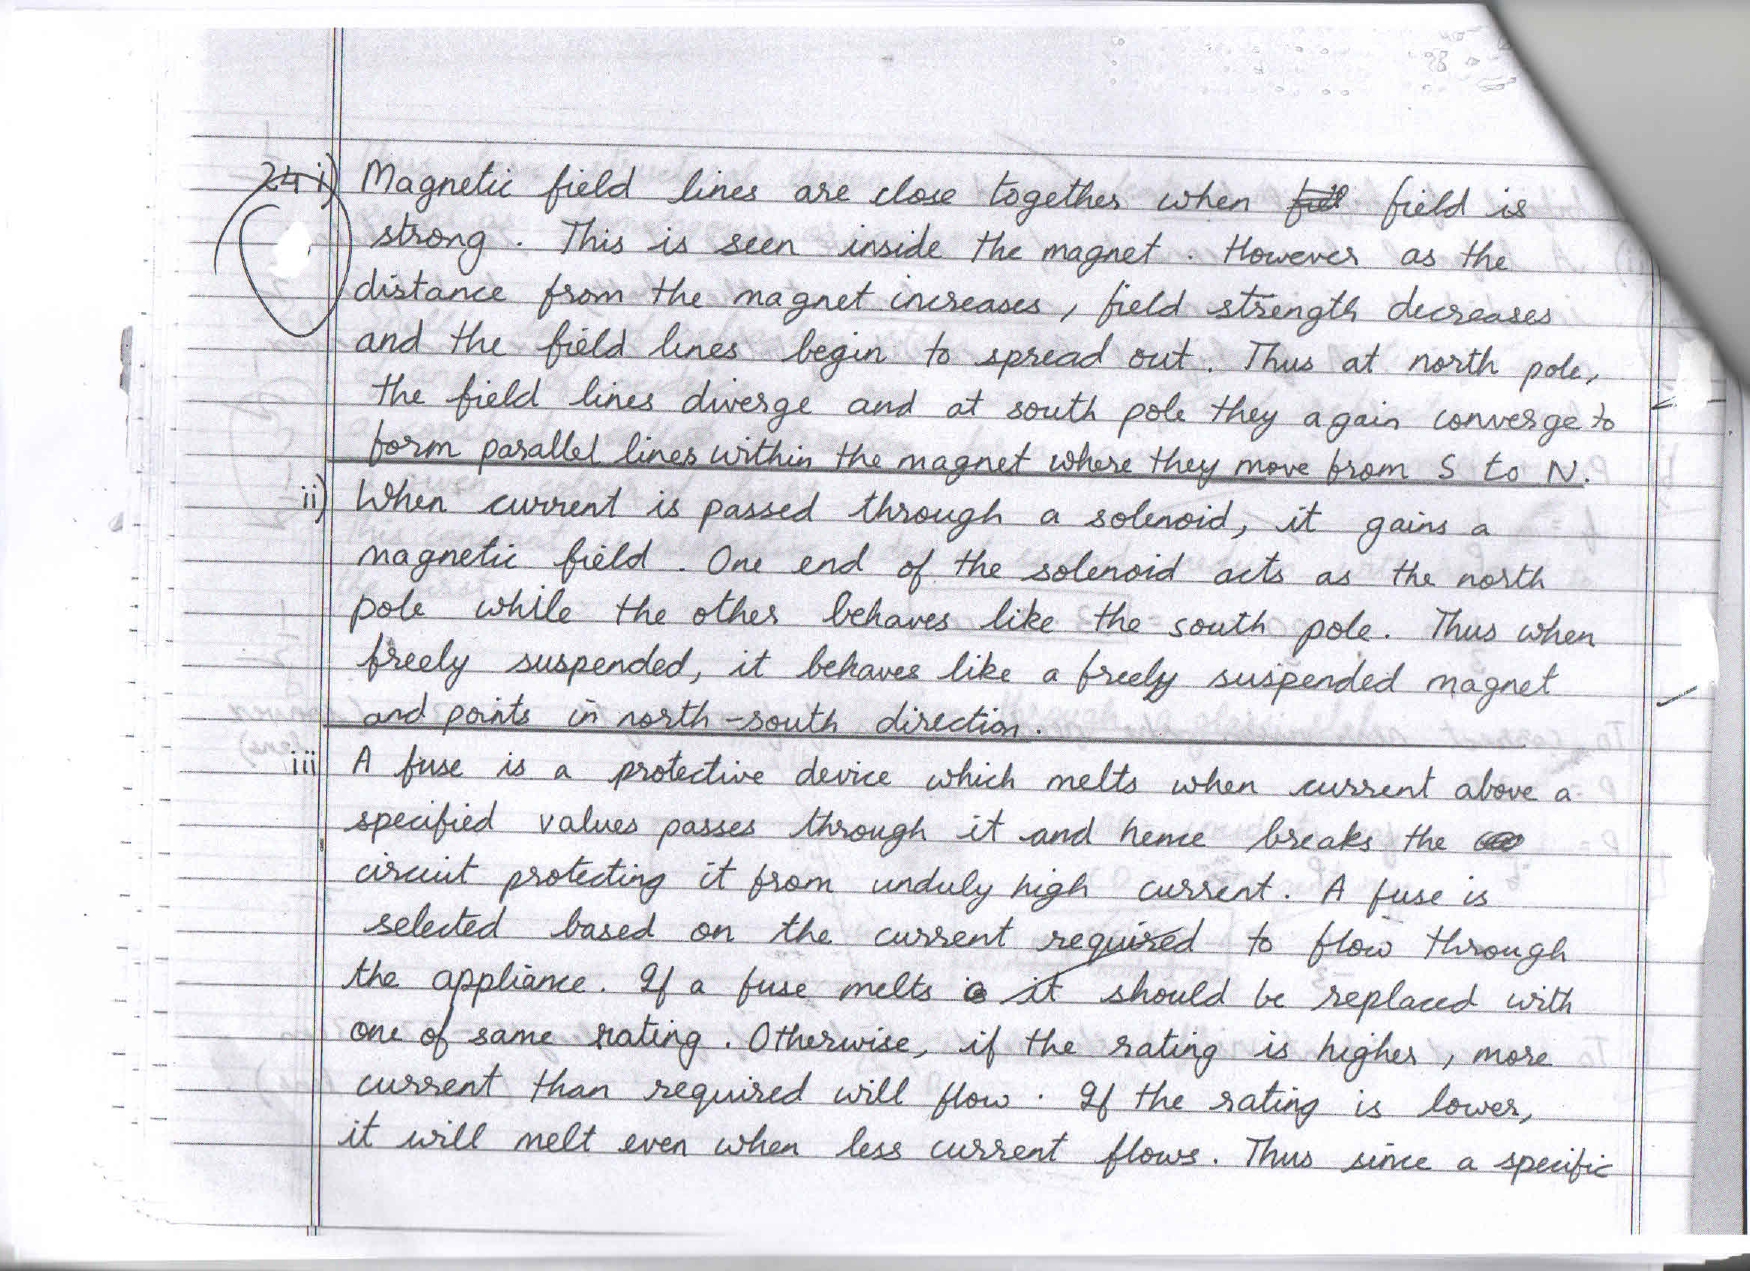 24 i) Magnetic field lines are close together when field is
strong. This is seen inside the magnet. However as the
distance from the magnet increases, field strength decreases
and the field lines begin to spread out. Thus at north pole,
the field lines diverge and at south pole they again converge to
form parallel lines within the magnet where they move from S to N.
ii) When current is passed through a solenoid, it gains a
magnetic field. One end of the solenoid acts as the north
pole while the other behaves like the south pole. Thus when
freely suspended, it behaves like a freely suspended magnet
and points in north-south direction.
iii A fuse is a protective device which melts when current above a
specified values passes through it and hence breaks the
circuit protecting it from unduly high current. A fuse is
selected based on the current required to flow through
the appliance. If a fuse melts it should be replaced with
one of same rating. Otherwise, if the rating is higher, more
current than required will flow. If the rating is lower,
it will melt even when less current flows. Thus since a specific